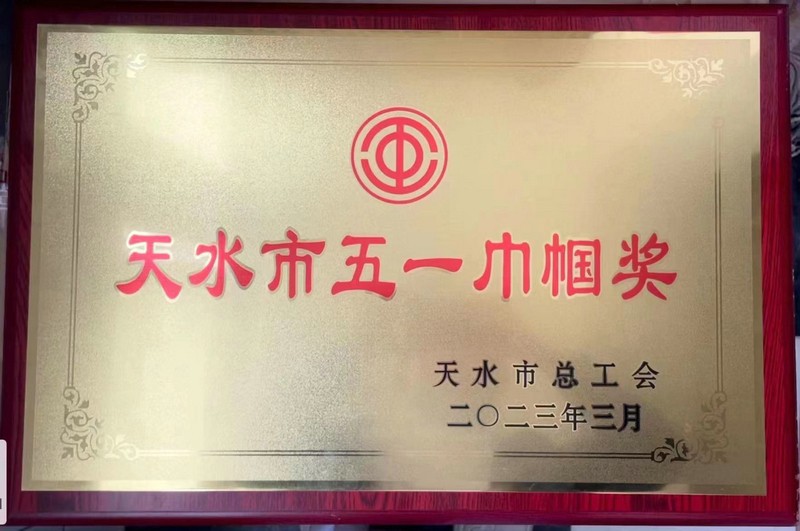 天水市五一巾帼奖
天水市总工会
二〇二三年三月